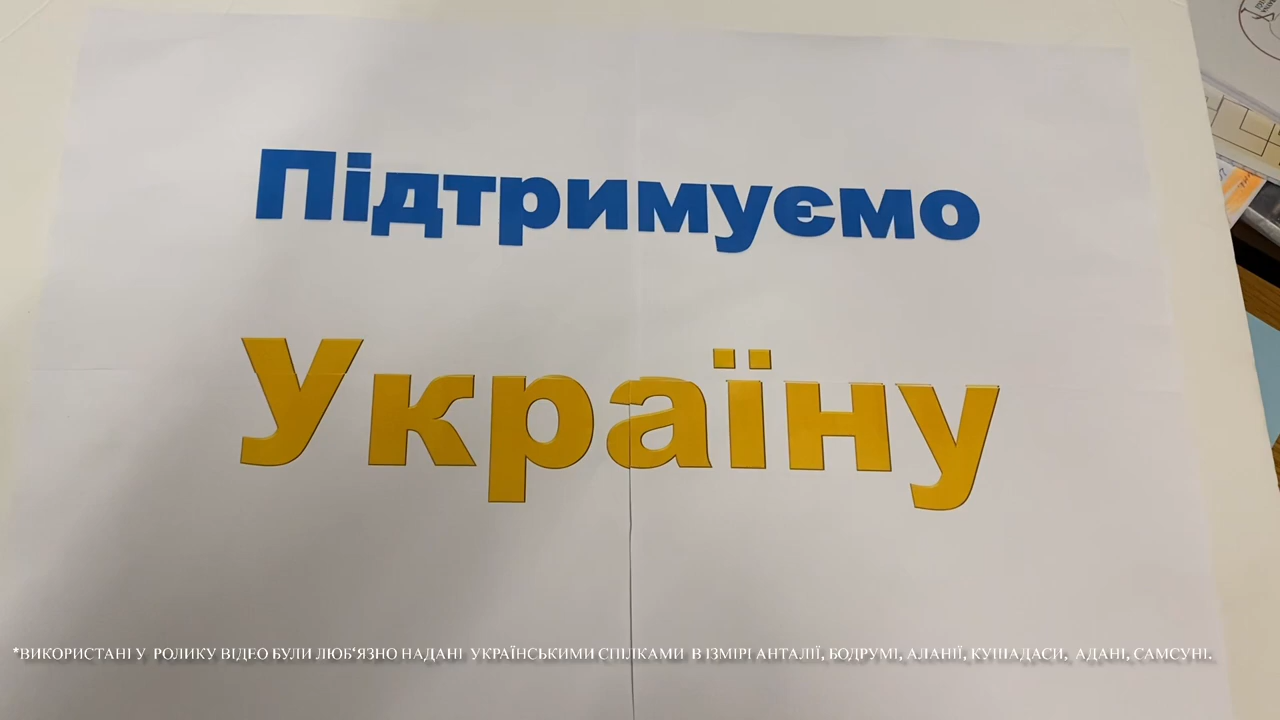 Підтримуємо
Україну
*ВИКОРИСТАНІ У РОЛИКУ ВІДЕО БУЛИ ЛЮБ'ЯЗНО НАДАНІ УКРАЇНСЬКИМИ СПІЛКАМИ В ІЗМІРІ АНТАЛІЇ, БОДРУМІ, АЛАНІЇ, КУШАДАСИ, АДАНІ, САМСУНІ.